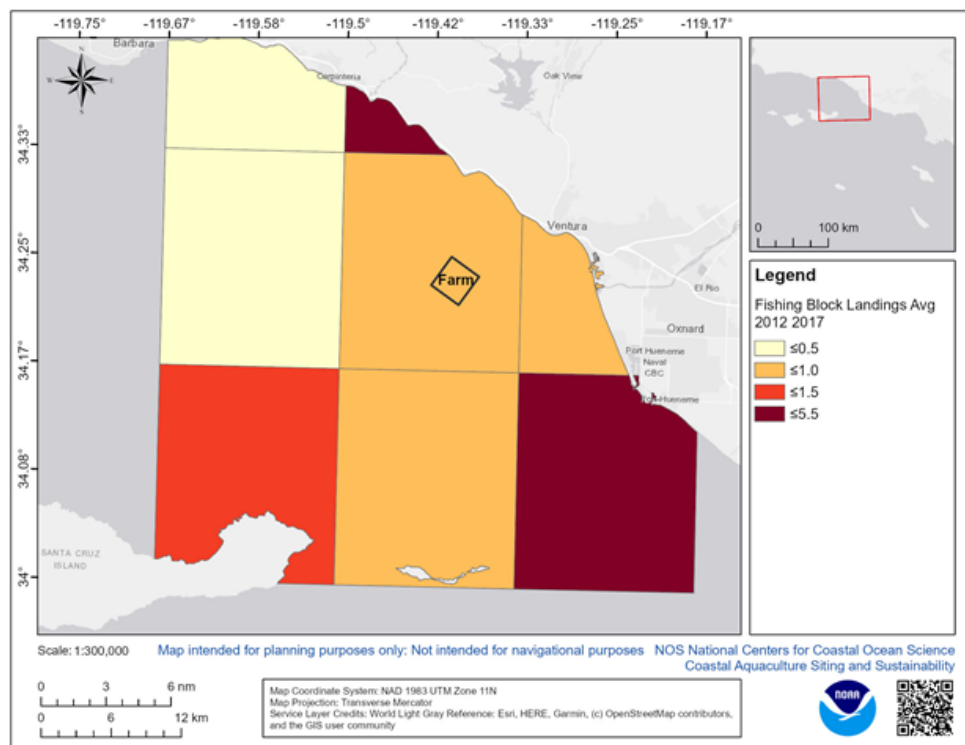 -119.75 -119.67 -119.58 -119.5 -119.42 -119.33 -119.25 -119.17
34.33°
34.25°
34.17°
34.08°
34°
Barbara
N
W E
S
Carpinteria
Oak View
Ventura
Farm
El Rio
Oxnard
Port Hueneme
Naval
CBC
Port Hueneme
SANTA CRUZ
ISLAND
0 100 km
Legend
Fishing Block Landings Avg
2012 2017
≤0.5
≤1.0
≤1.5
≤5.5
Scale: 1:300,000
Map intended for planning purposes only: Not intended for navigational purposes
NOS National Centers for Coastal Ocean Science
Coastal Aquaculture Siting and Sustainability
0 3 6 nm
0 6 12 km
Map Coordinate System: NAD 1983 UTM Zone 11N
Map Projection: Transverse Mercator
Service Layer Credits: World Light Gray Reference: Esri, HERE, Garmin, (c) OpenStreetMap contributors,
and the GIS user community
NOAA